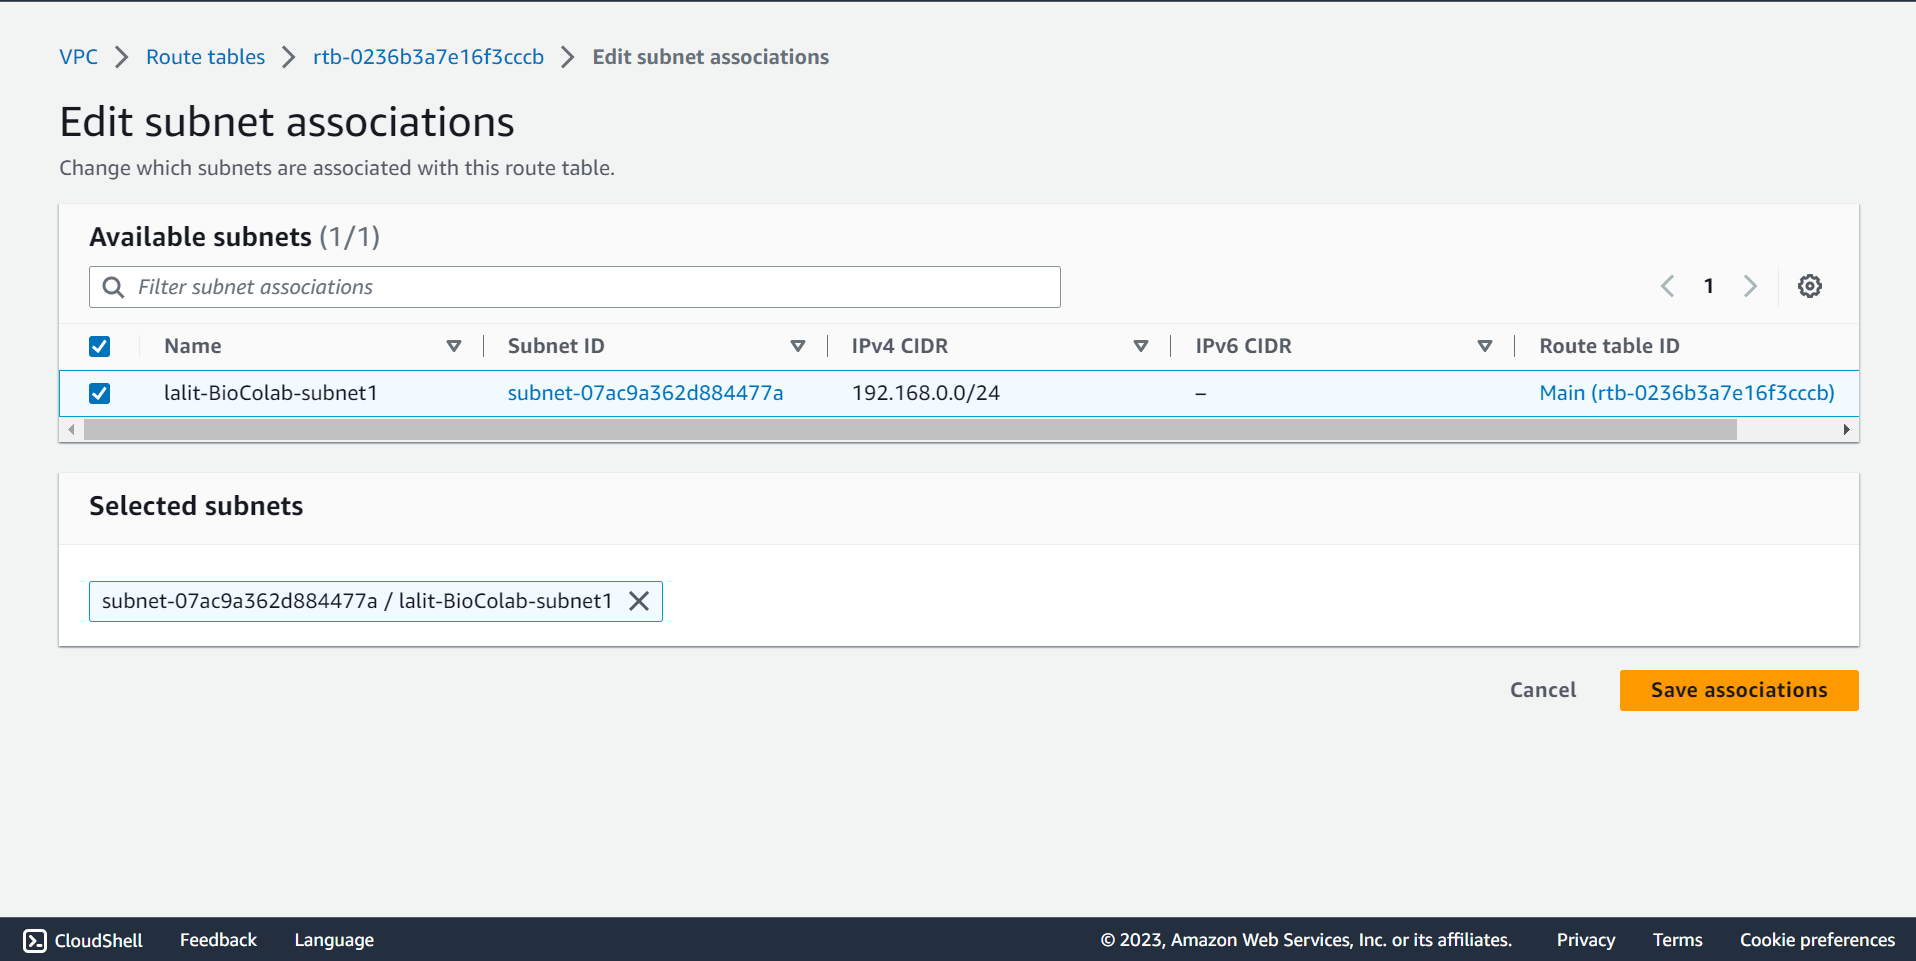 VPC > Route tables > rtb-0236b3a7e16f3cccb > Edit subnet associations
Edit subnet associations
Change which subnets are associated with this route table.
Available subnets (1/1)
Filter subnet associations
1
Name Subnet ID IPv4 CIDR IPv6 CIDR Route table ID
lalit-BioColab-subnet1 subnet-07ac9a362d884477a 192.168.0.0/24 – Main (rtb-0236b3a7e16f3cccb)
Selected subnets
subnet-07ac9a362d884477a / lalit-BioColab-subnet1
Cancel Save associations
CloudShell Feedback Language © 2023, Amazon Web Services, Inc. or its affiliates. Privacy Terms Cookie preferences